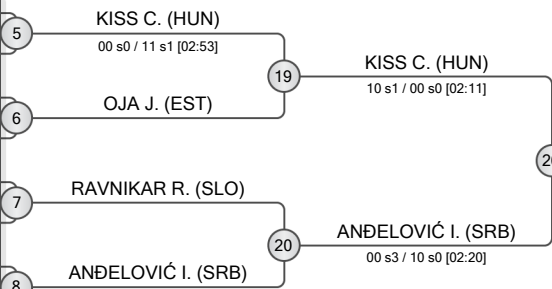 KISS C. (HUN)
5
00 s0 / 11 s1 [02:53]
19
KISS C. (HUN)
10 s1 / 00 s0 [02:11]
OJA J. (EST)
6
RAVNIKAR R. (SLO)
7
20
ANĐELOVIĆ I. (SRB)
00 s3 / 10 s0 [02:20]
ANĐELOVIĆ I. (SRB)
8